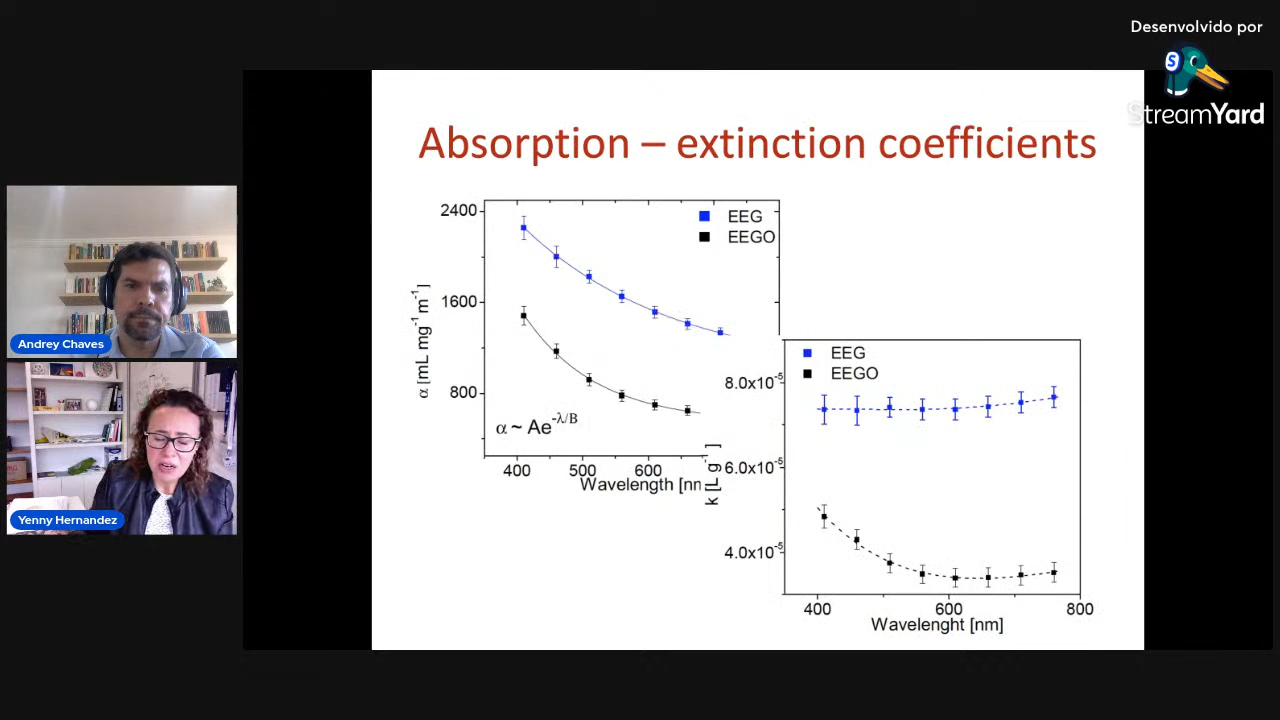 Desenvolvido por
StreamYard
Absorption – extinction coefficients
2400
1600
800
α [mL mg-1 m-1]
EEG
EEGO
α ~ Ae-λ/B
400 500 600
Wavelength [nm
EEG
EEGO
8.0x10-5
6.0x10-5
4.0x10-5
k [L g-1]
400 600 800
Wavelenght [nm]
Andrey Chaves
Yenny Hernandez